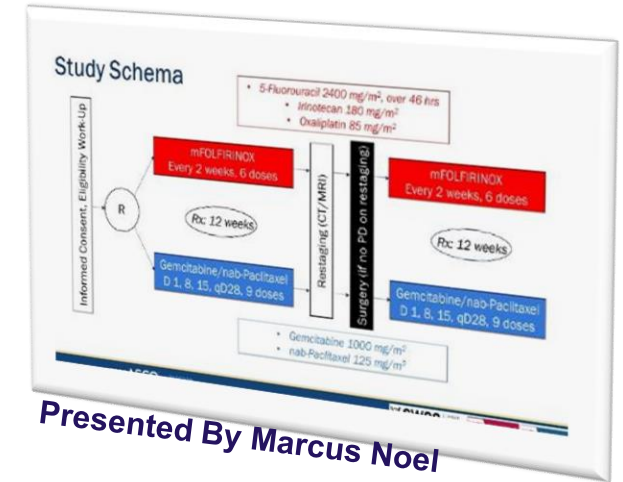 Study Schema
• 5-Fluorouracil 2400 mg/m², over 46 hrs
• Irinotecan 180 mg/m²
• Oxaliplatin 85 mg/m²
Informed Consent, Eligibility Work-Up
R
mFOLFIRINOX
Every 2 weeks, 6 doses
Rx: 12 weeks
Gemcitabine/nab-Paclitaxel
D 1, 8, 15, qD28, 9 doses
Restaging (CT/MRI)
Surgery (if no PD on restaging)
mFOLFIRINOX
Every 2 weeks, 6 doses
Rx: 12 weeks
Gemcitabine/nab-Paclitaxel
D 1, 8, 15, qD28, 9 doses
• Gemcitabine 1000 mg/m²
• nab-Paclitaxel 125 mg/m²
Presented By Marcus Noel